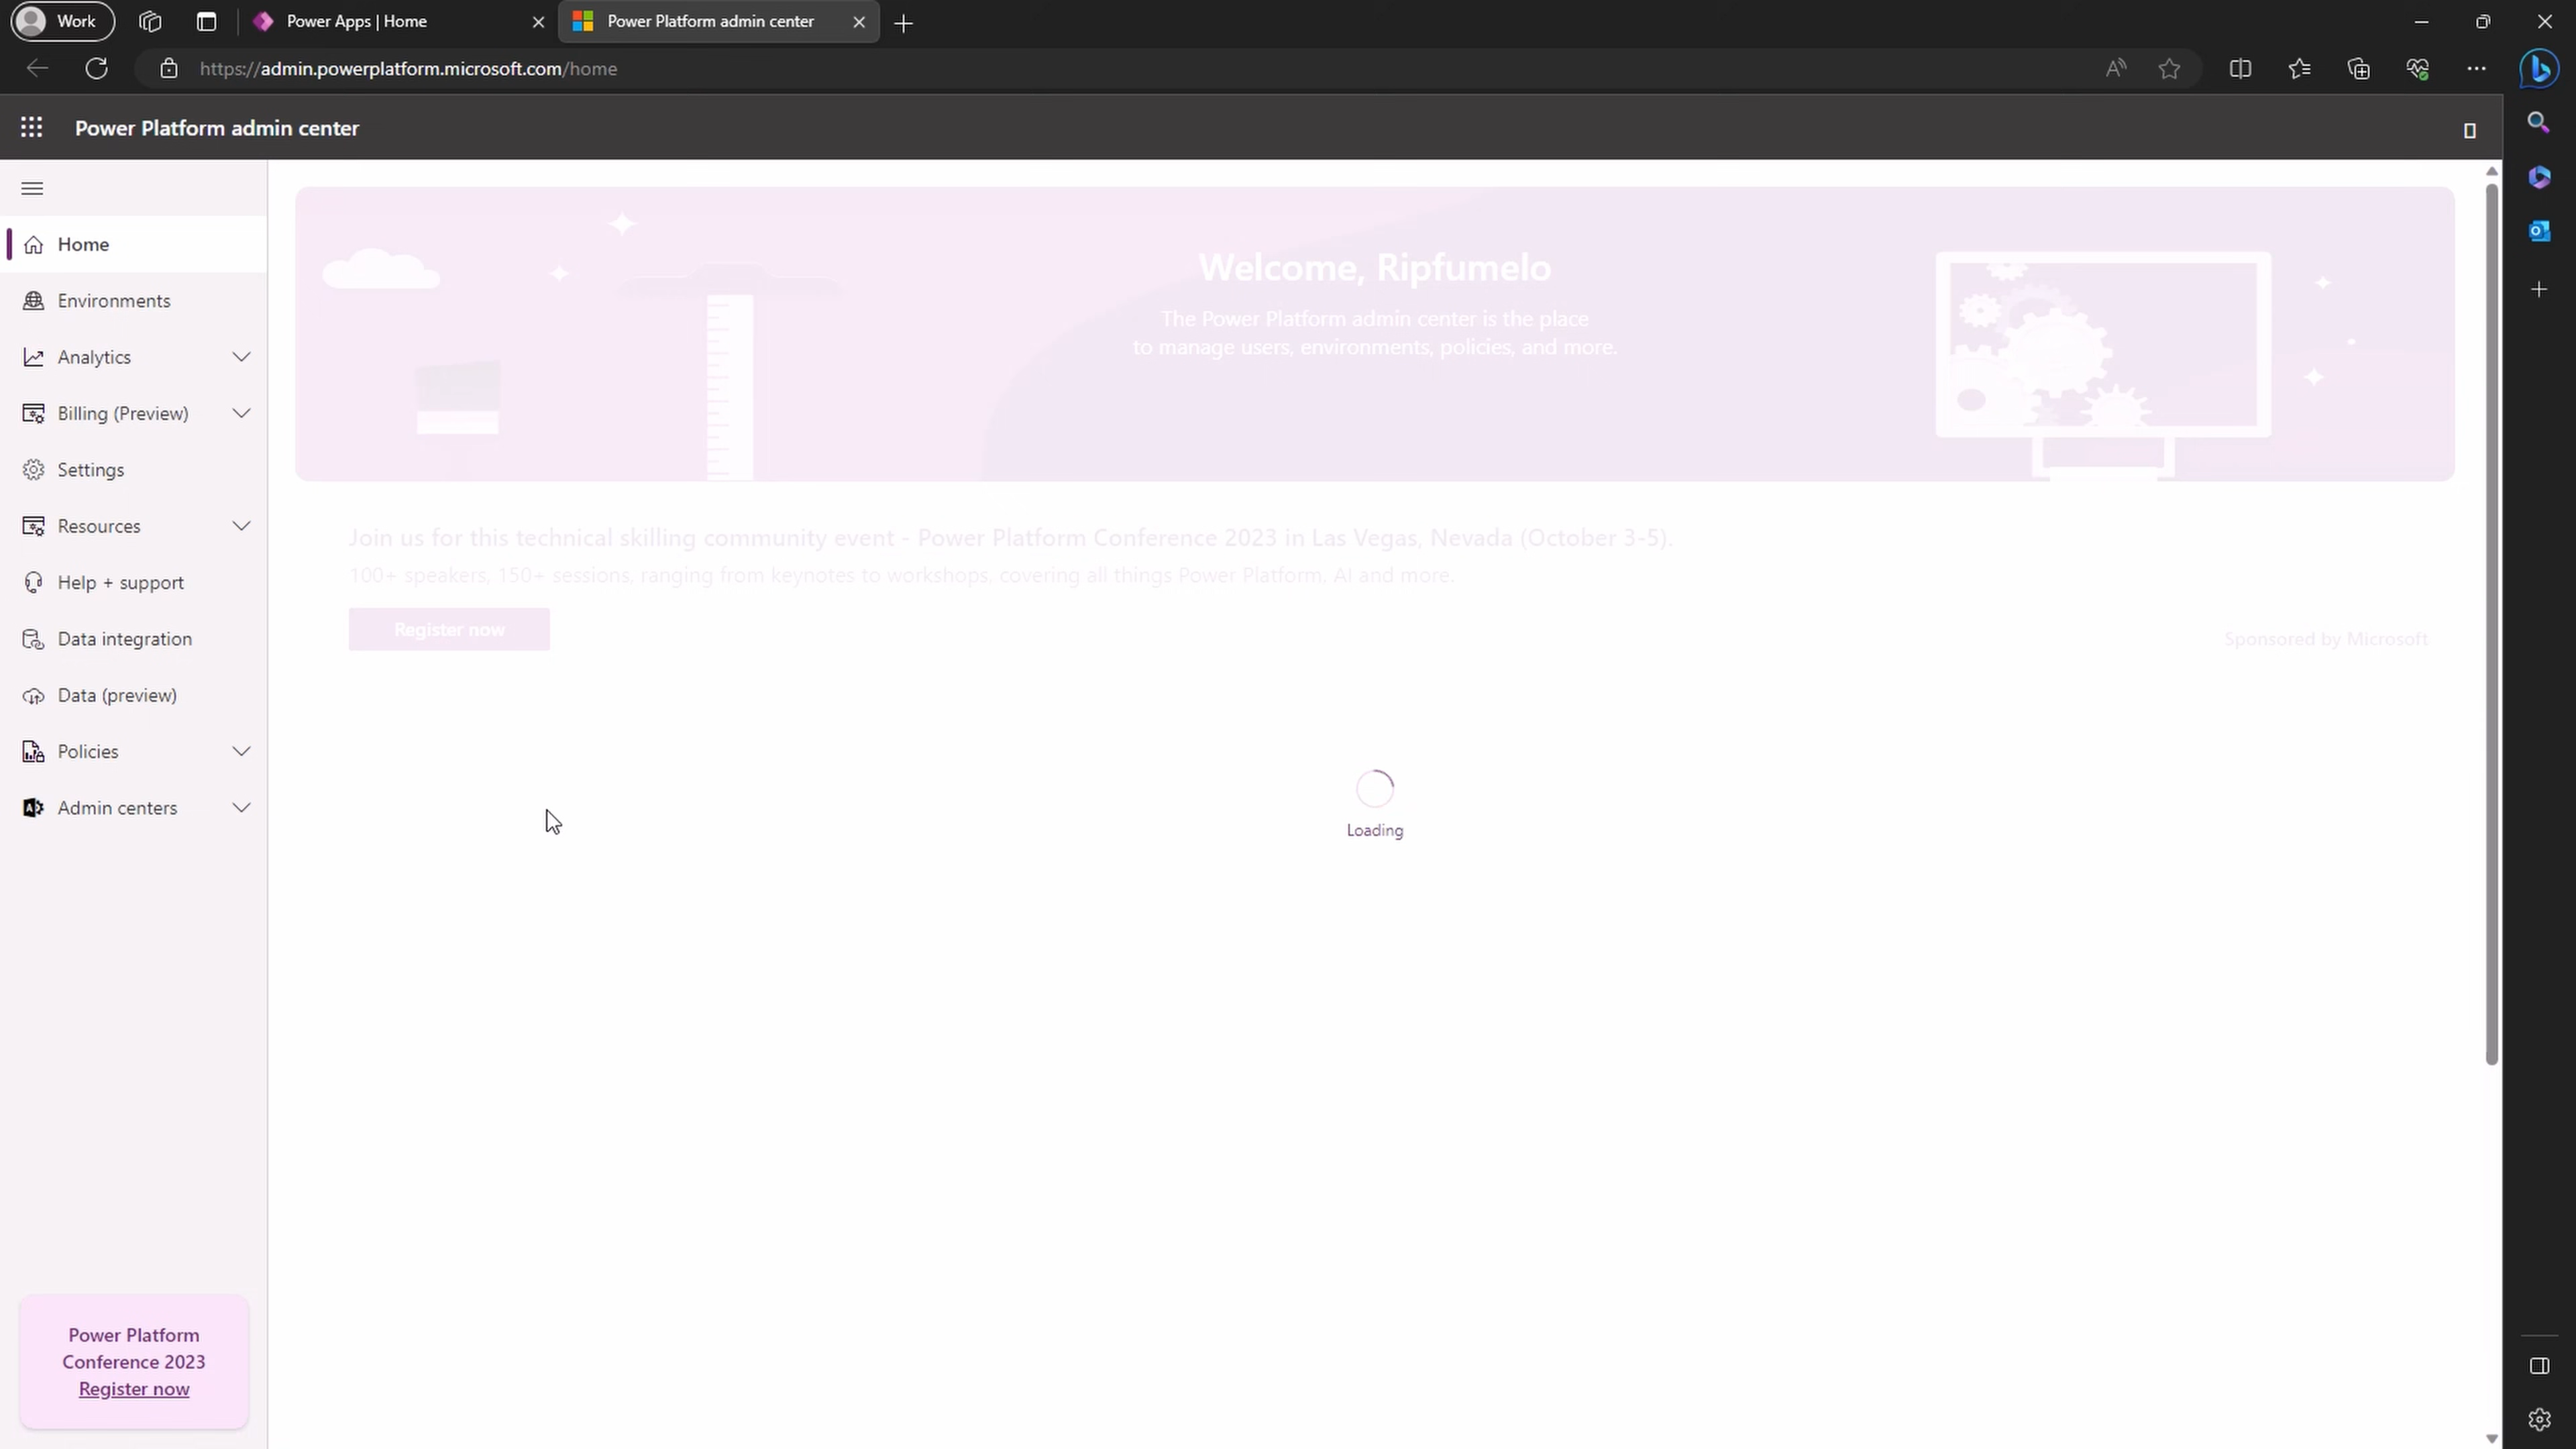 Work
Power Apps | Home
Power Platform admin center
https://admin.powerplatform.microsoft.com/home
Power Platform admin center
Home
Environments
Analytics
Billing (Preview)
Settings
Resources
Help + support
Data integration
Data (preview)
Policies
Admin centers
Power Platform
Conference 2023
Register now
Welcome, Ripfumelo
The Power Platform admin center is the place
to manage users, environments, policies, and more.
Join us for this technical skilling community event - Power Platform Conference 2023 in Las Vegas, Nevada (October 3-5).
100+ speakers, 150+ sessions, ranging from keynotes to workshops, covering all things Power Platform, AI and more.
Register now
Sponsored by Microsoft
Loading